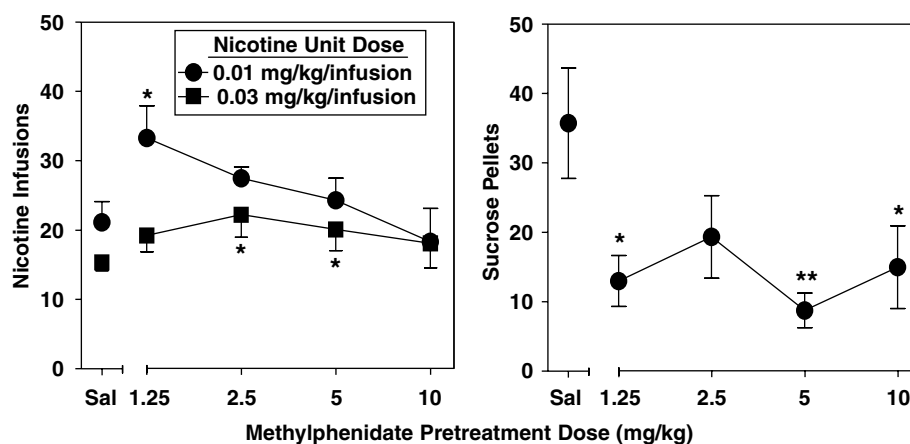 50
40
30
20
10
0
Nicotine Infusions
Nicotine Unit Dose
0.01 mg/kg/infusion
0.03 mg/kg/infusion
*
*
*
Sal 1.25 2.5 5 10
50
40
30
20
10
0
Sucrose Pellets
*
**
*
Sal 1.25 2.5 5 10
Methylphenidate Pretreatment Dose (mg/kg)